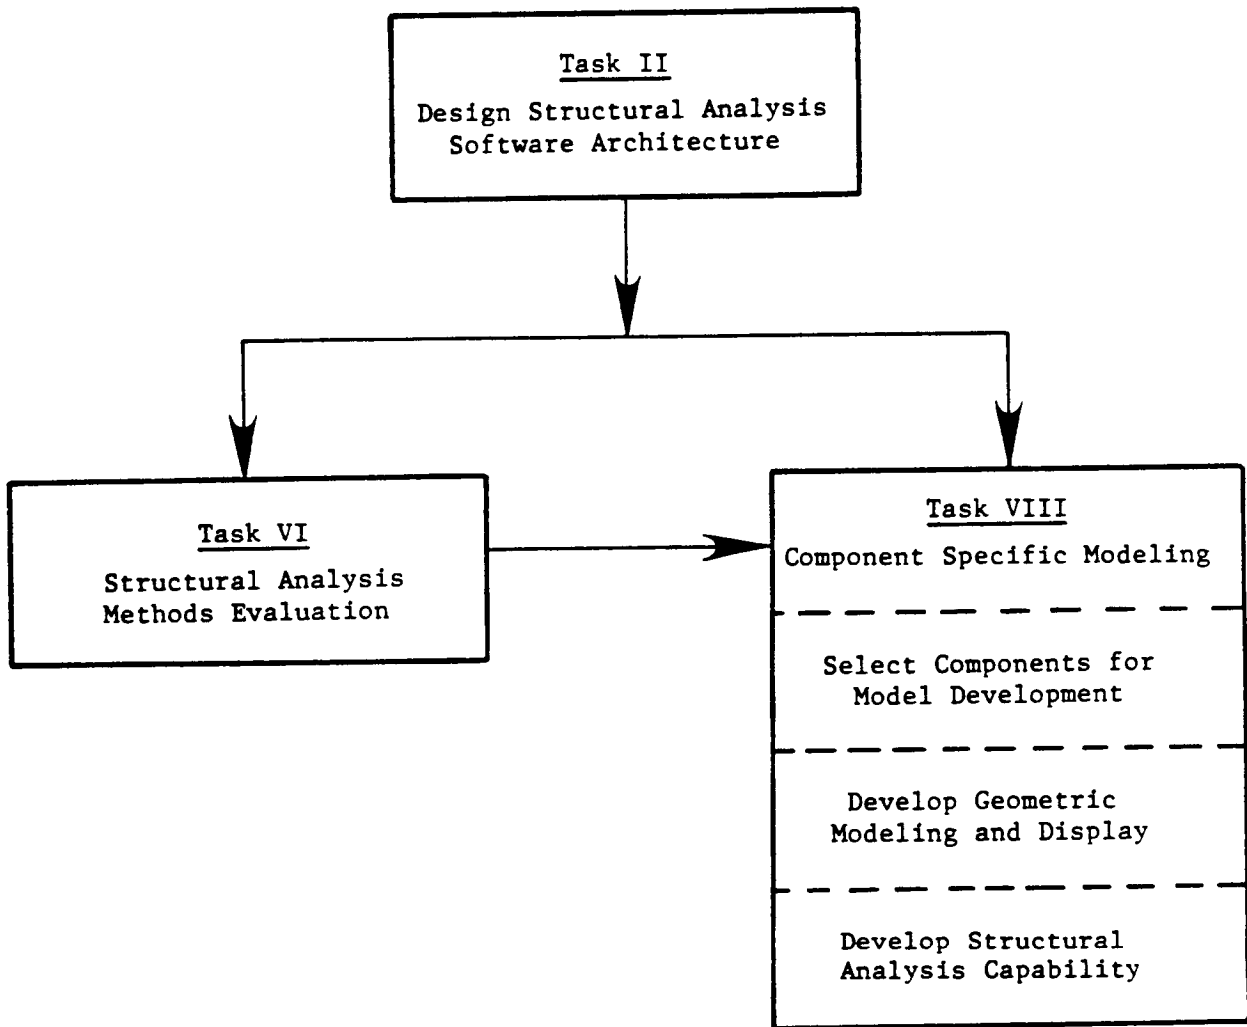 Task II
Design Structural Analysis
Software Architecture
Task VI
Structural Analysis
Methods Evaluation
Task VIII
Component Specific Modeling
Select Components for
Model Development
Develop Geometric
Modeling and Display
Develop Structural
Analysis Capability